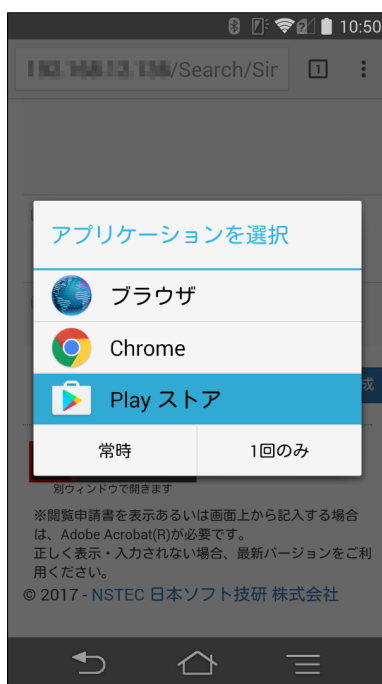 10:50
/Search/Sir
1
アプリケーションを選択
ブラウザ
Chrome
Play ストア
成
常時
1回のみ
別ウィンドウで開きます
※閲覧申請書を表示あるいは画面上から記入する場合
は、Adobe Acrobat(R)が必要です。
正しく表示・入力されない場合、最新バージョンをご利
用ください。
© 2017 - NSTEC 日本ソフト技研 株式会社